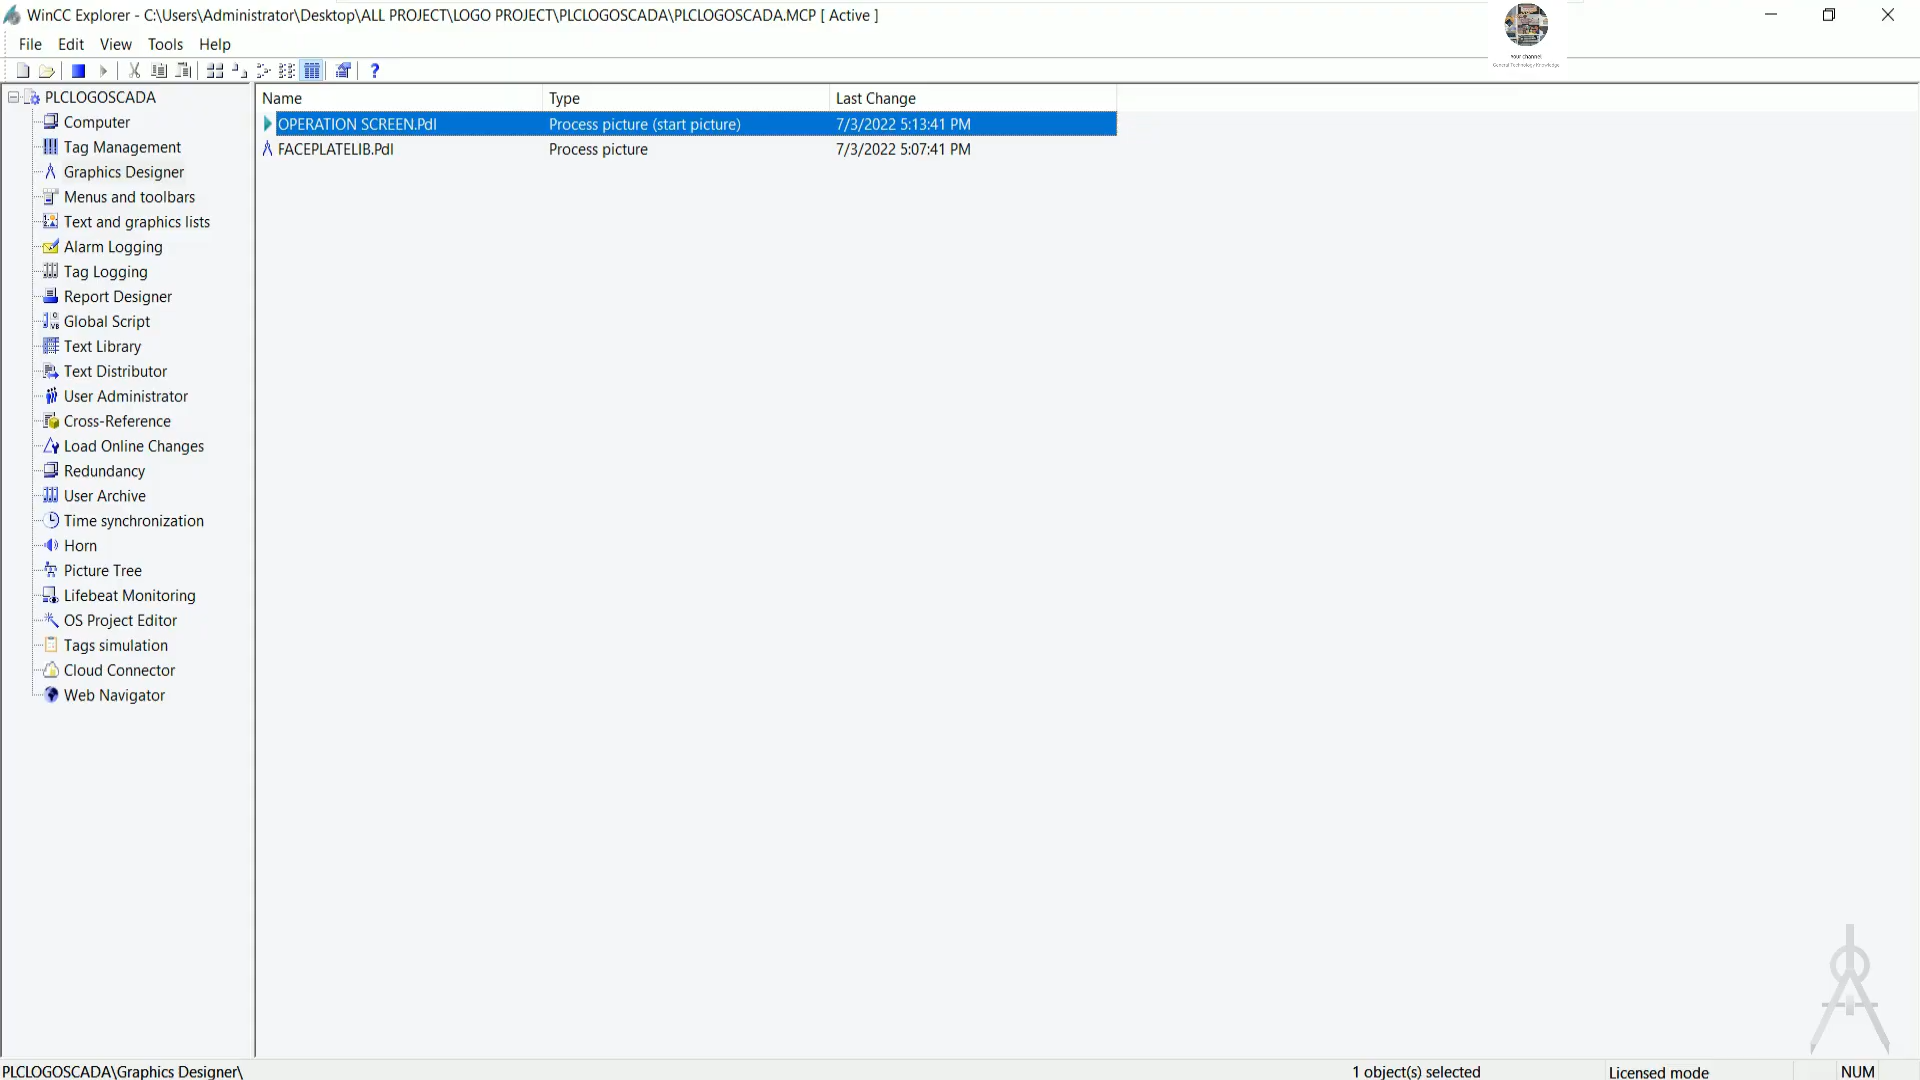 WinCC Explorer - C:\Users\Administrator\Desktop\ALL PROJECT\LOGO PROJECT\PLCLOGOSCADA\PLCLOGOSCADA.MCP [ Active ]
Your channel
General Technology Knowledge
File Edit View Tools Help
PLCLOGOSCADA
Computer
Tag Management
Graphics Designer
Menus and toolbars
Text and graphics lists
Alarm Logging
Tag Logging
Report Designer
Global Script
Text Library
Text Distributor
User Administrator
Cross-Reference
Load Online Changes
Redundancy
User Archive
Time synchronization
Horn
Picture Tree
Lifebeat Monitoring
OS Project Editor
Tags simulation
Cloud Connector
Web Navigator
Name Type Last Change
OPERATION SCREEN.Pdl Process picture (start picture) 7/3/2022 5:13:41 PM
FACEPLATELIB.Pdl Process picture 7/3/2022 5:07:41 PM
PLCLOGOSCADA\Graphics Designer\ 1 object(s) selected Licensed mode NUM